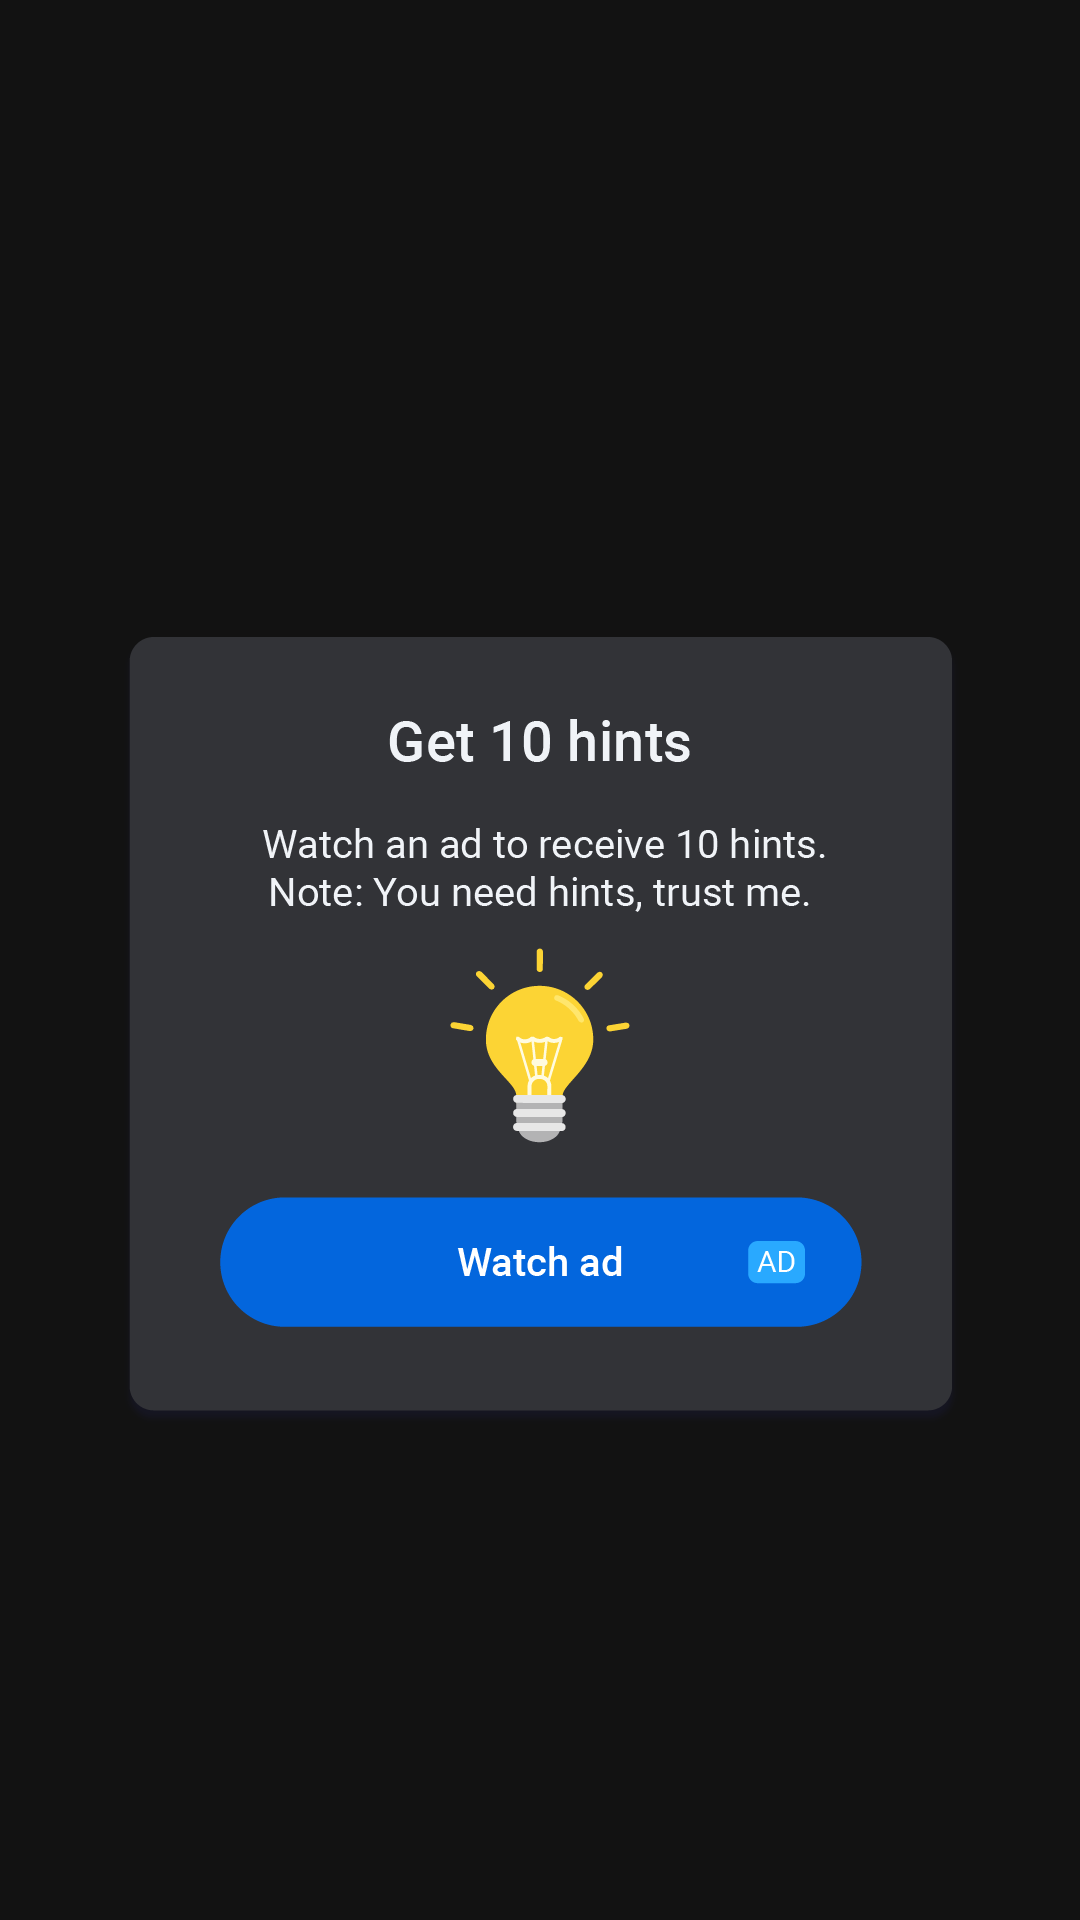 Get 10 hints
Watch an ad to receive 10 hints.
Note: You need hints, trust me.
Watch ad AD